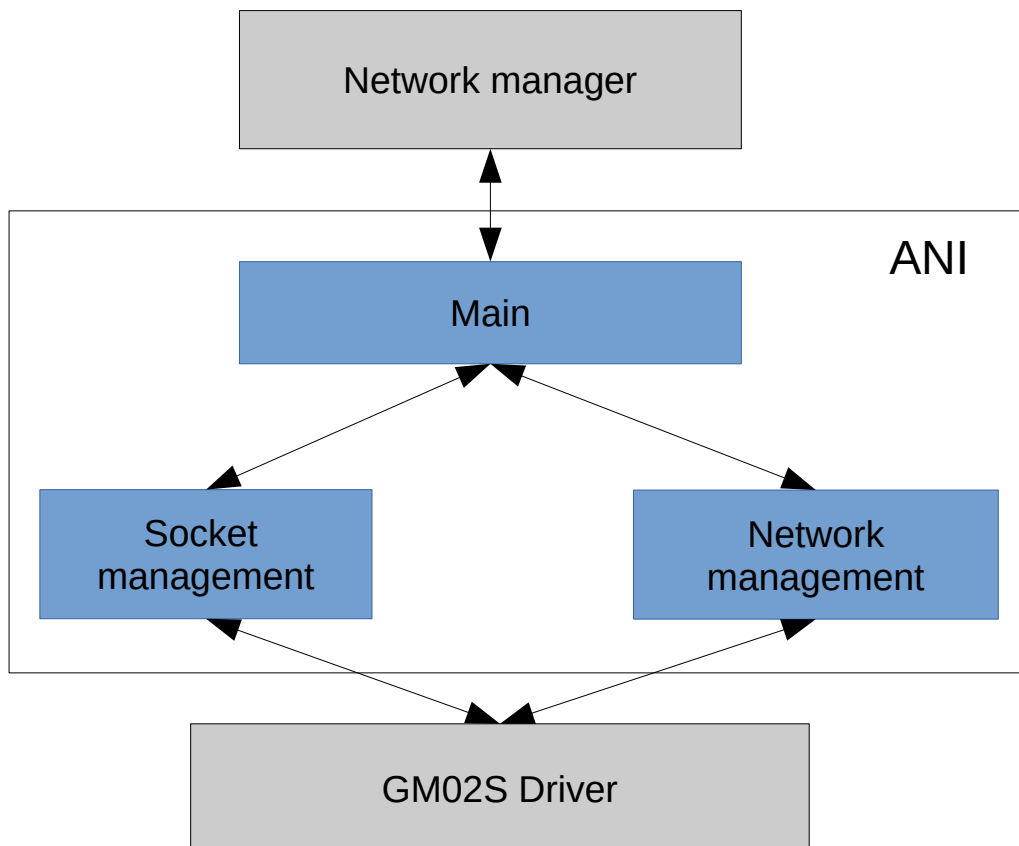 Network manager
ANI
Main
Socket
management
Network
management
GM02S Driver